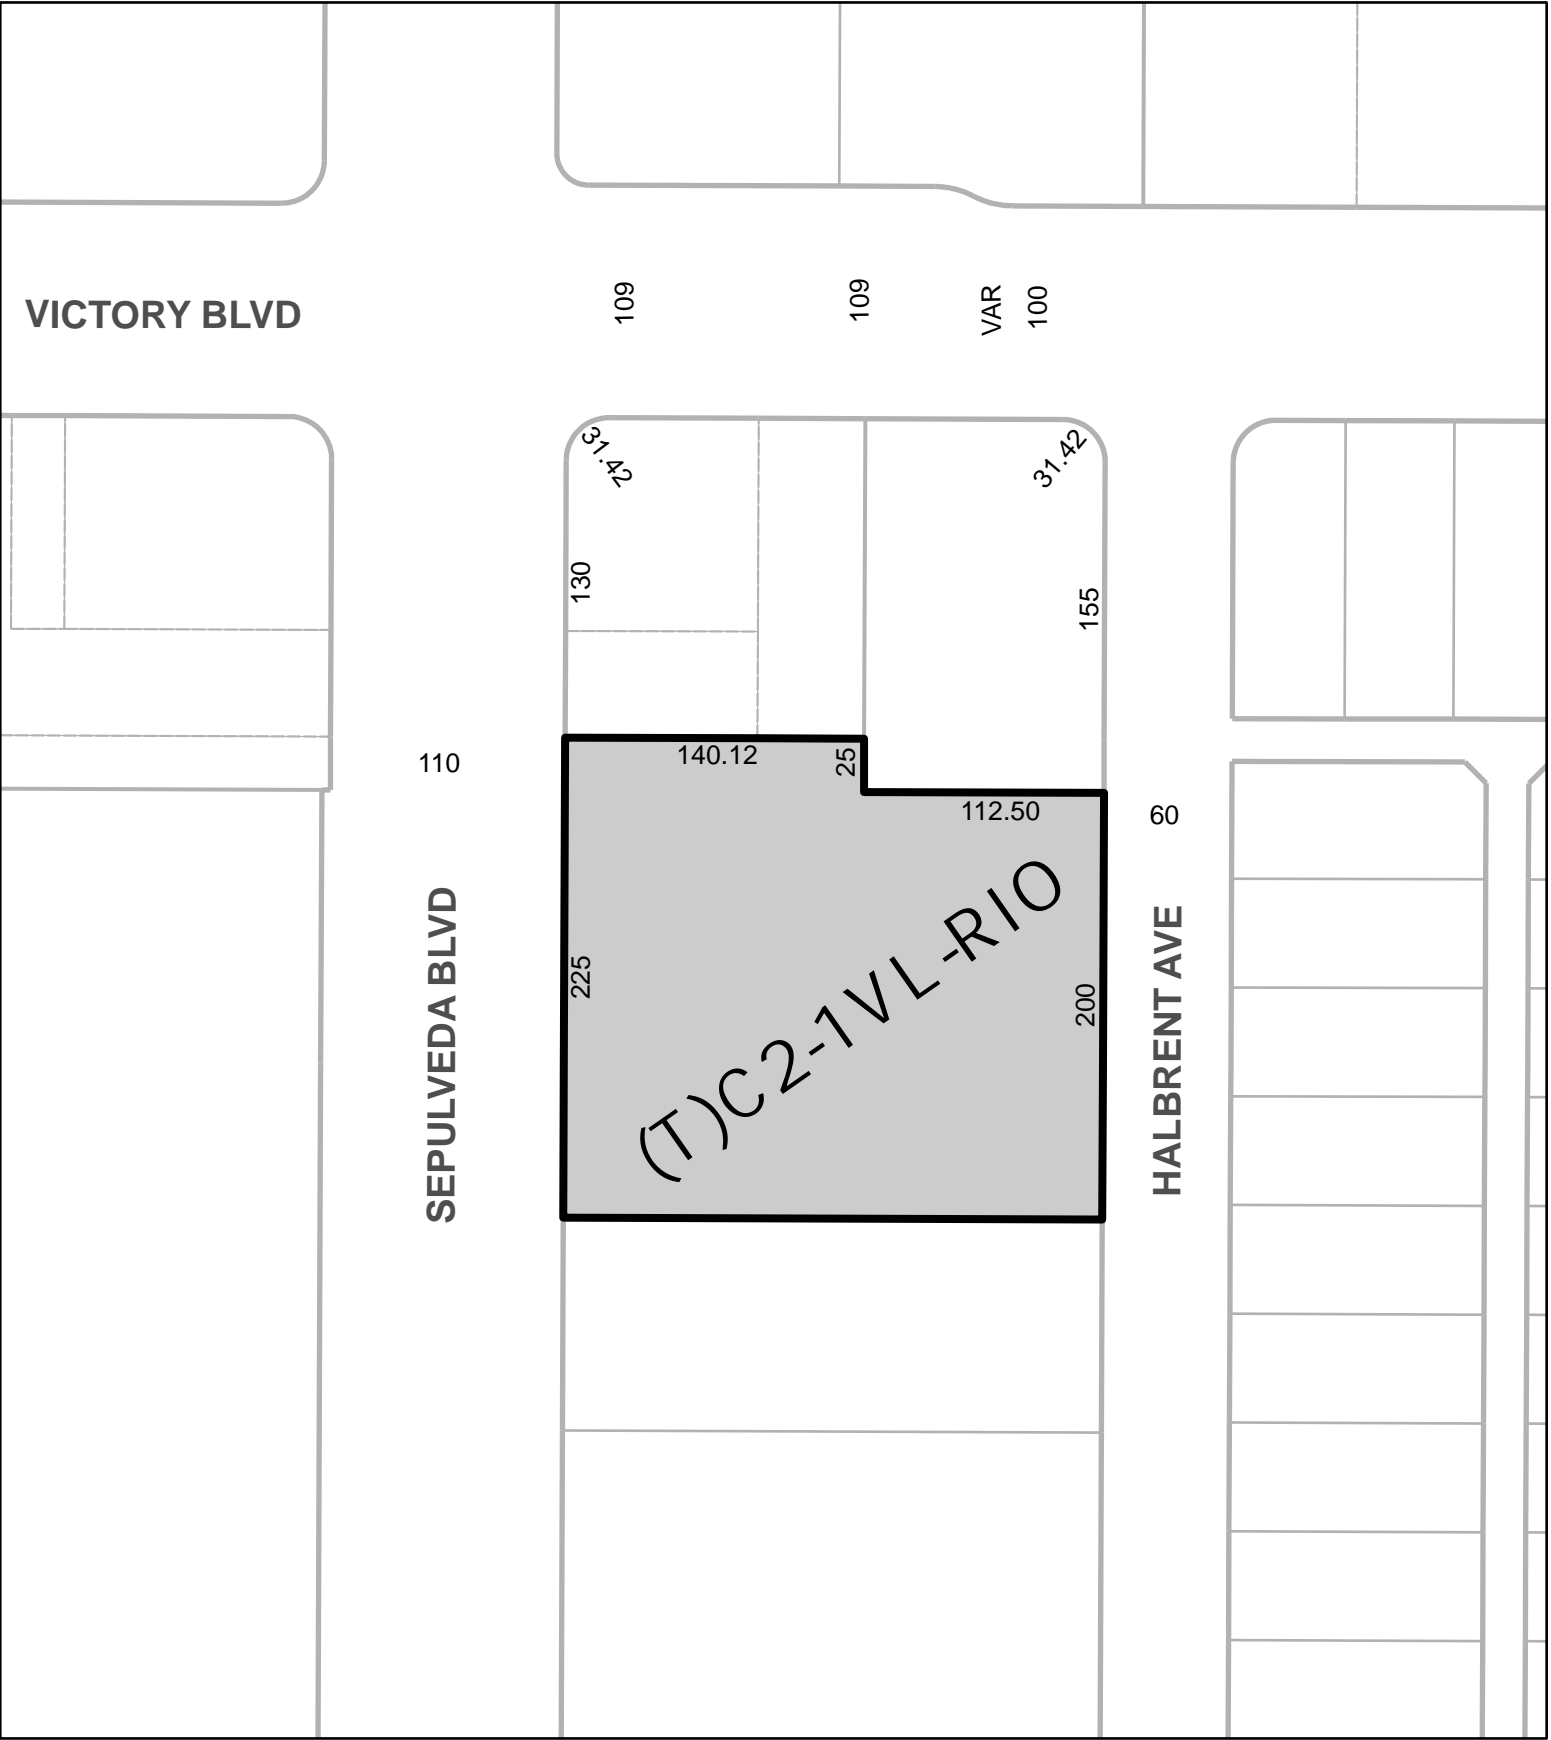 VICTORY BLVD
109
109
VAR
100
31.42
31.42
130
155
110
140.12
25
112.50
60
SEPULVEDA BLVD
225
(T)C2-1VL-RIO
200
HALBRENT AVE